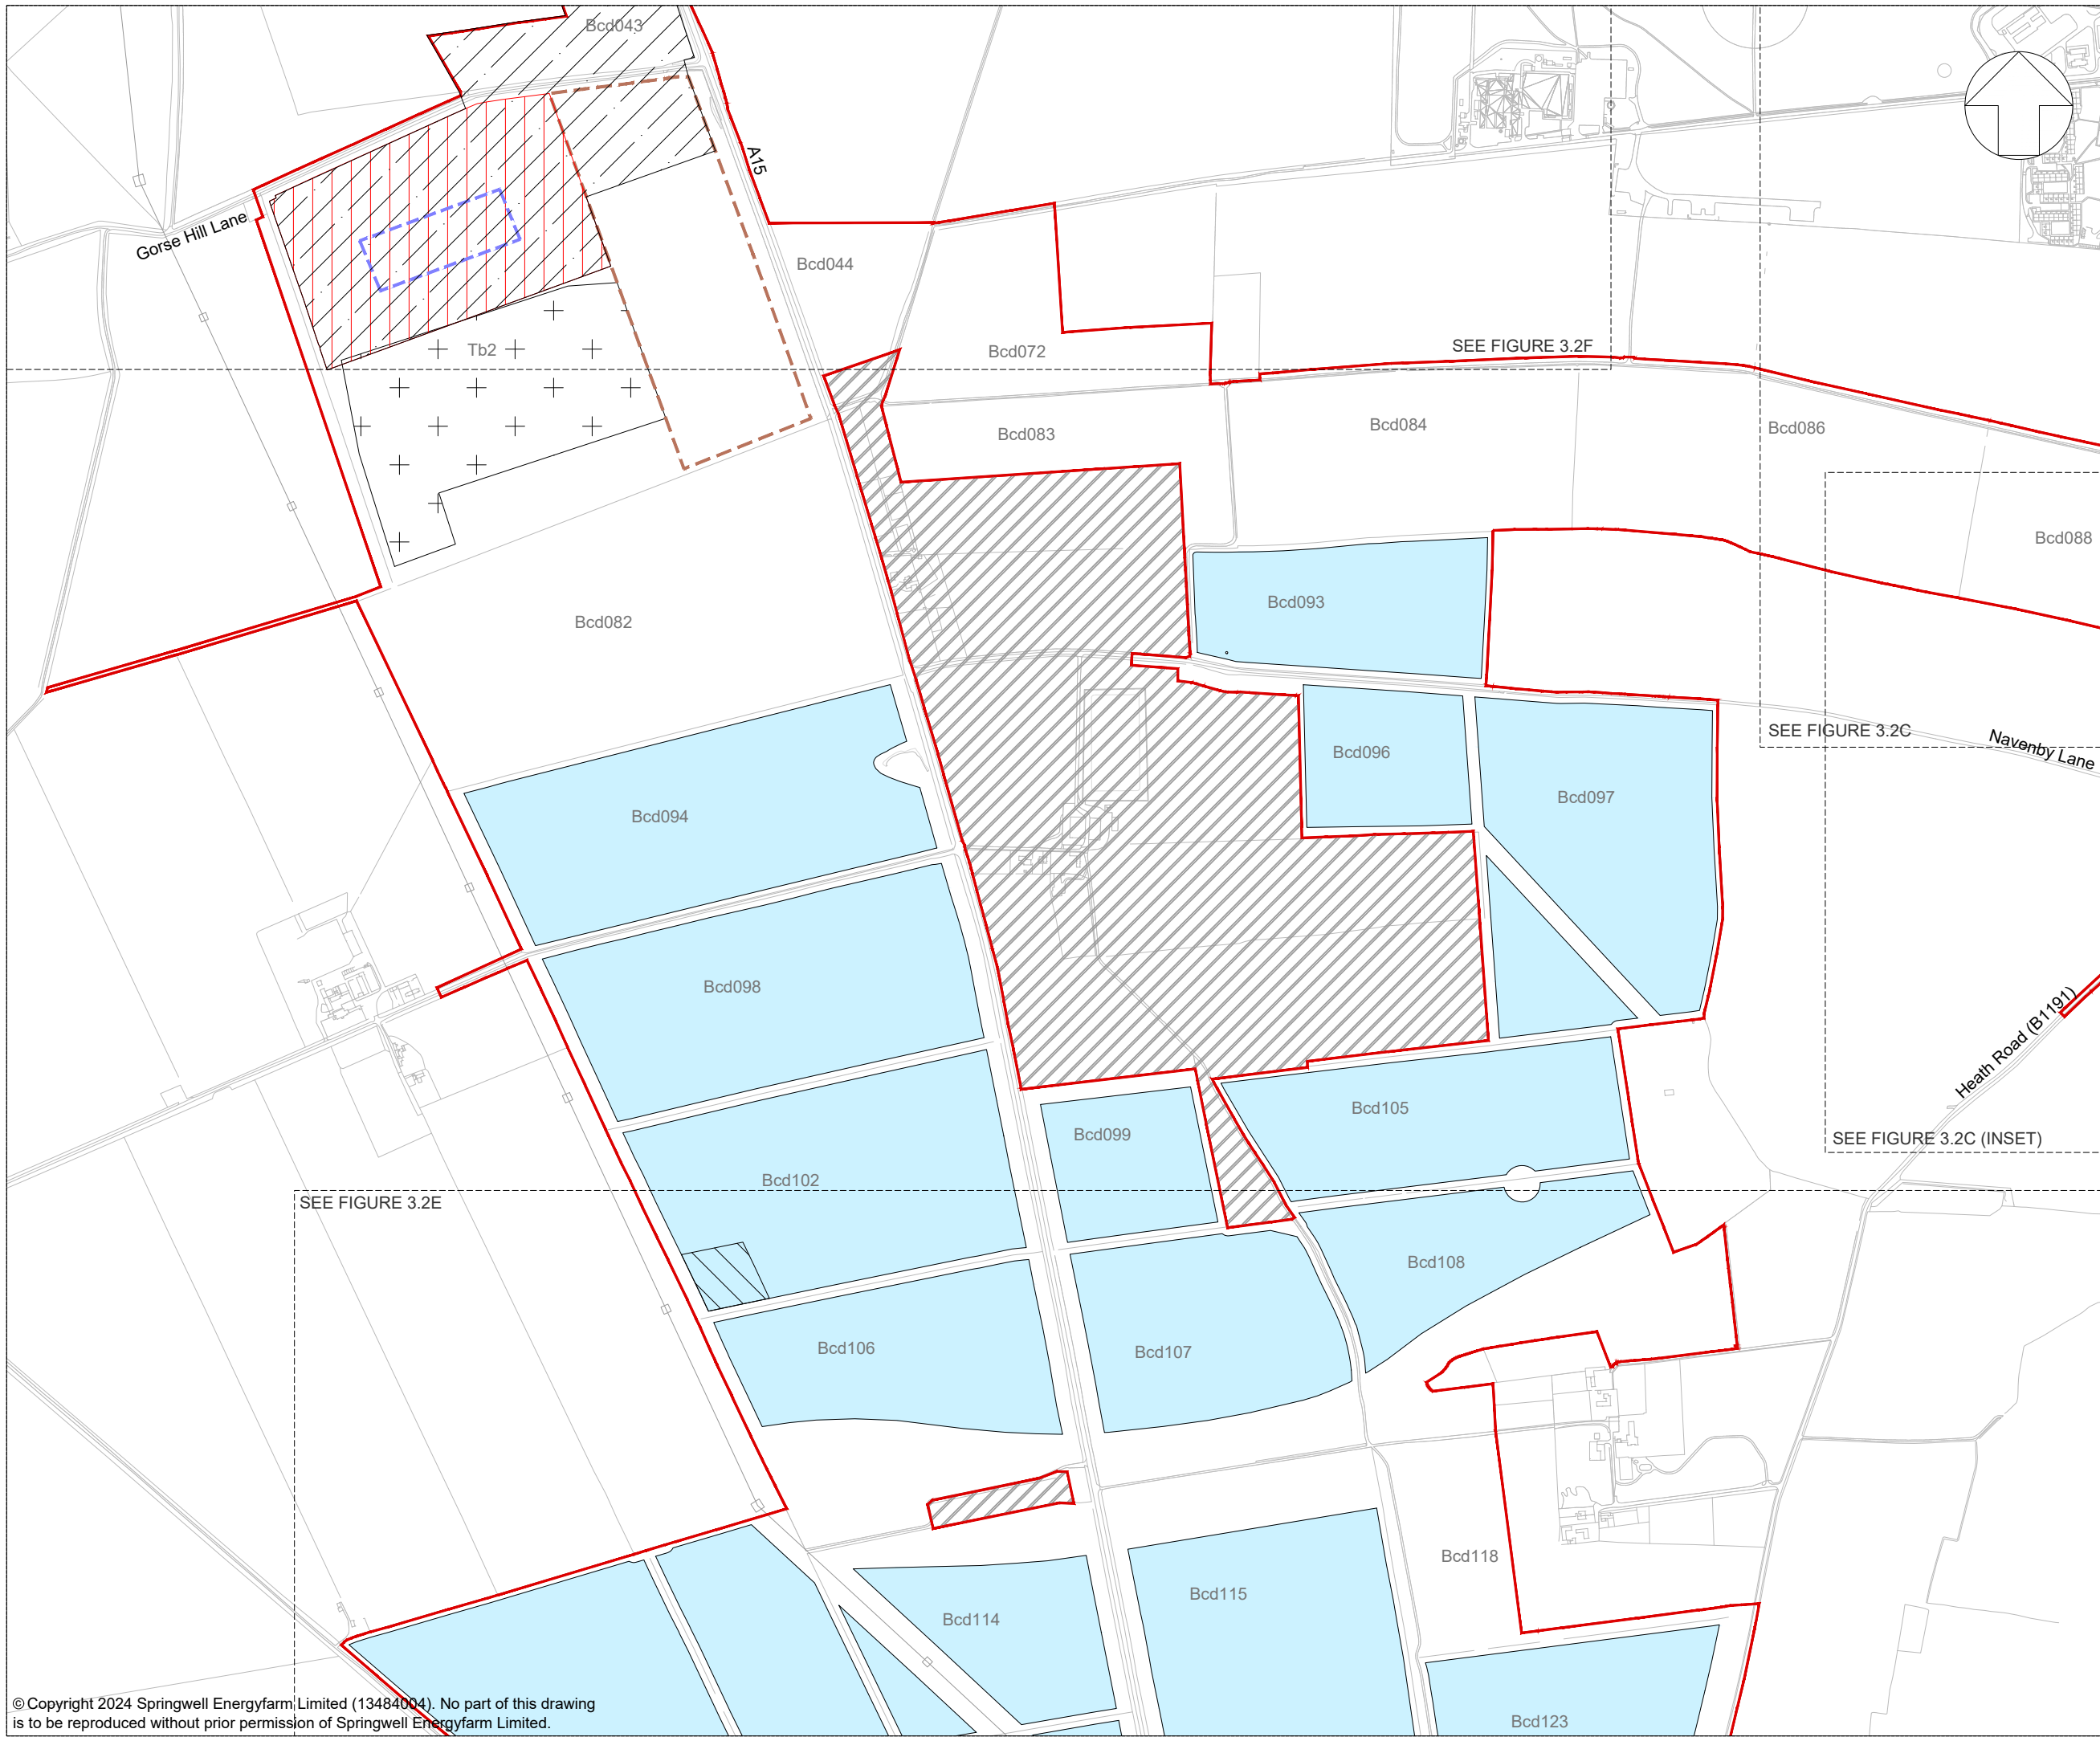 Bcd043
A15
Gorse Hill Lane
Bcd044
SEE FIGURE 3.2F
Tb2
Bcd072
Bcd083
Bcd084
Bcd086
Bcd088
Bcd093
Bcd082
SEE FIGURE 3.2C
Navenby Lane
Bcd096
Bcd097
Bcd094
Bcd098
Heath Road (B1191)
Bcd105
Bcd099
SEE FIGURE 3.2C (INSET)
Bcd102
SEE FIGURE 3.2E
Bcd108
Bcd106
Bcd107
Bcd118
Bcd115
Bcd114
© Copyright 2024 Springwell Energyfarm Limited (13484004). No part of this drawing
is to be reproduced without prior permission of Springwell Energyfarm Limited.
Bcd123